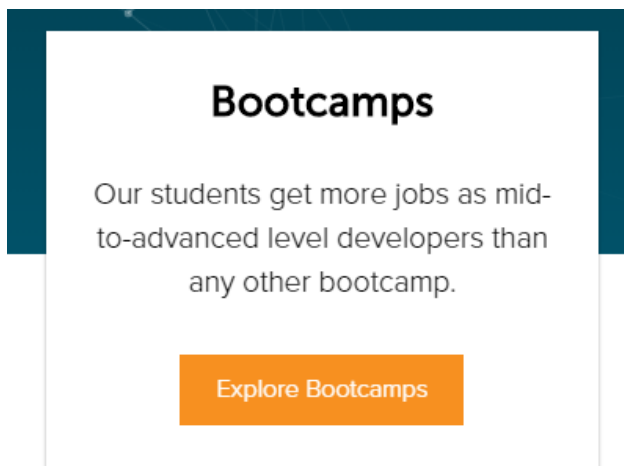 Bootcamps
Our students get more jobs as mid-
to-advanced level developers than
any other bootcamp.
Explore Bootcamps